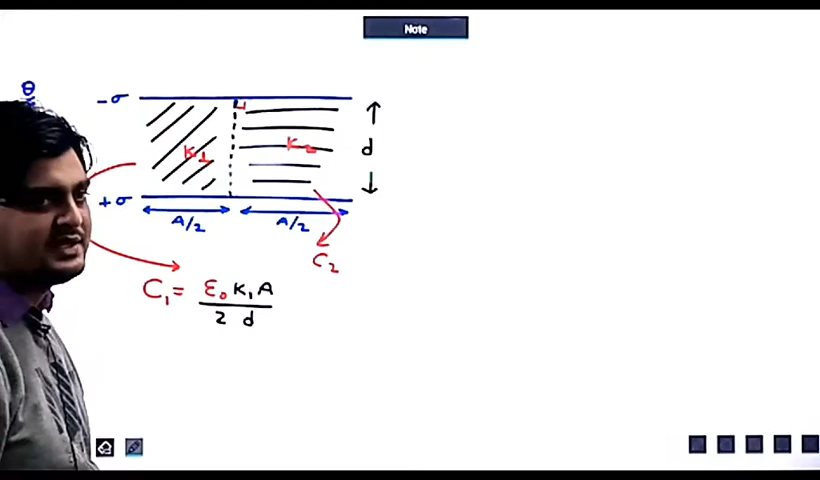 Note
θ
-σ
K₁ K₂ d
+σ
A/2 A/2
C₂
C₁ = ε₀ K₁ A
2 d